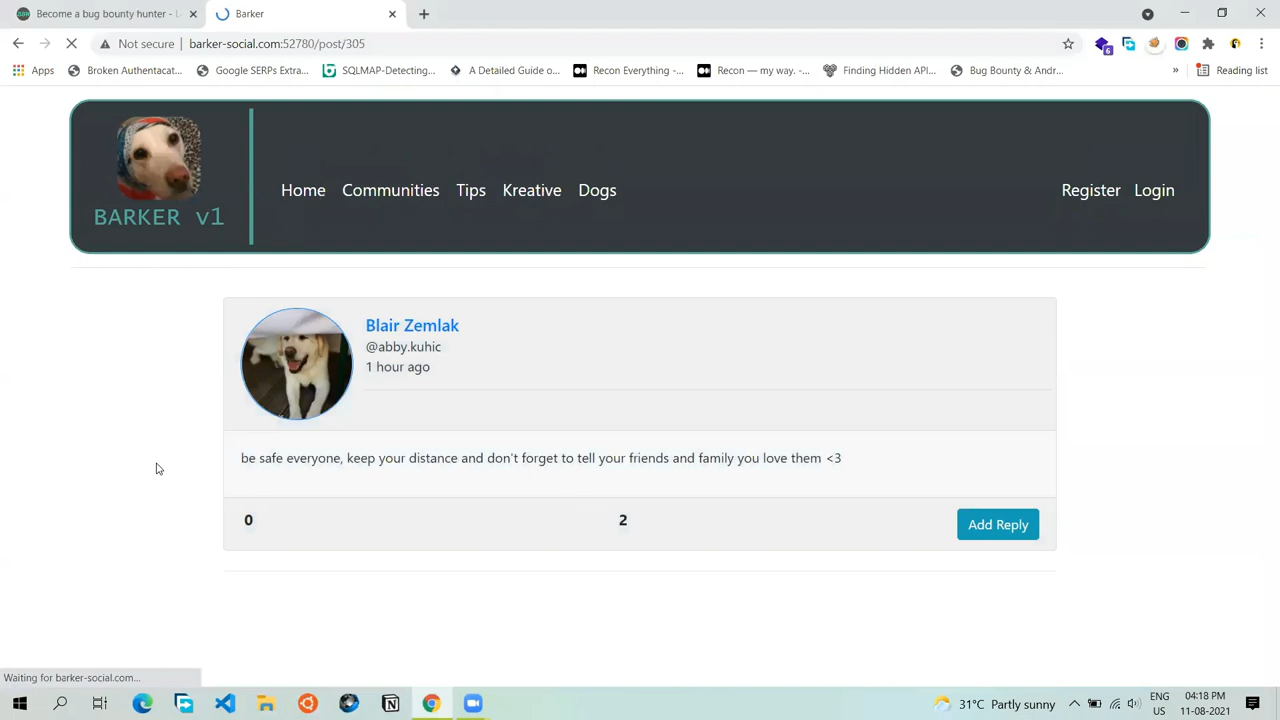 Become a bug bounty hunter - L
Barker
Not secure | barker-social.com:52780/post/305
6
Apps
Broken Authenticat...
Google SERPs Extra...
SQLMAP-Detecting...
A Detailed Guide o...
Recon Everything -...
Recon — my way. -...
Finding Hidden API...
Bug Bounty & Andr...
»
Reading list
BARKER v1
Home
Communities
Tips
Kreative
Dogs
Register
Login
Blair Zemlak
@abby.kuhic
1 hour ago
be safe everyone, keep your distance and don't forget to tell your friends and family you love them <3
0
2
Add Reply
Waiting for barker-social.com...
31°C Partly sunny
ENG
US
04:18 PM
11-08-2021